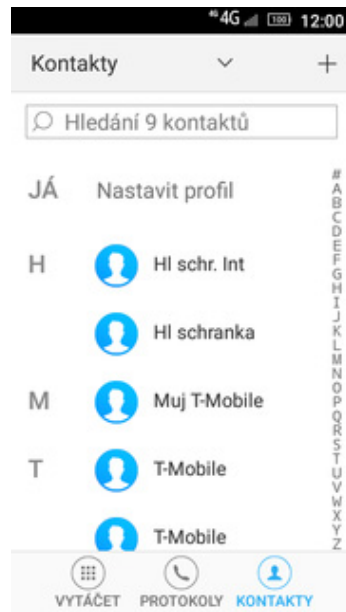 4G 4G 100 12:00
Kontakty +
Hledání 9 kontaktů
JÁ Nastavit profil
H Hl schr. Int
Hl schranka
M Muj T-Mobile
T T-Mobile
T-Mobile
#
A
B
C
D
E
F
G
H
I
J
K
L
M
N
O
P
Q
R
S
T
U
V
W
X
Y
Z
VYTÁČET PROTOKOLY KONTAKTY